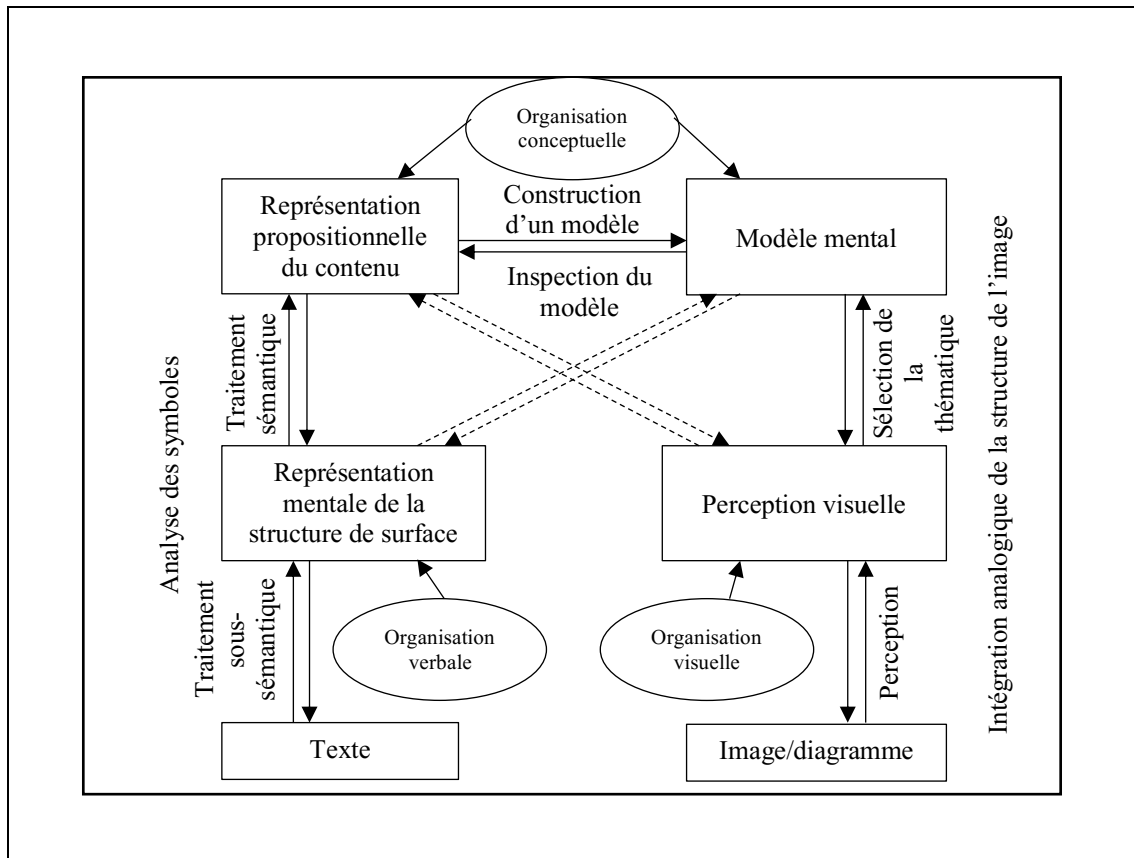 Organisation
conceptuelle
Représentation
propositionnelle
du contenu
Construction
d’un modèle
Inspection du
modèle
Modèle mental
Analyse des symboles
Traitement
sémantique
Sélection de
la
thématique
Intégration analogique de la structure de l’image
Représentation
mentale de la
structure de surface
Perception visuelle
Traitement
sous-
sémantique
Organisation
verbale
Organisation
visuelle
Perception
Texte
Image/diagramme